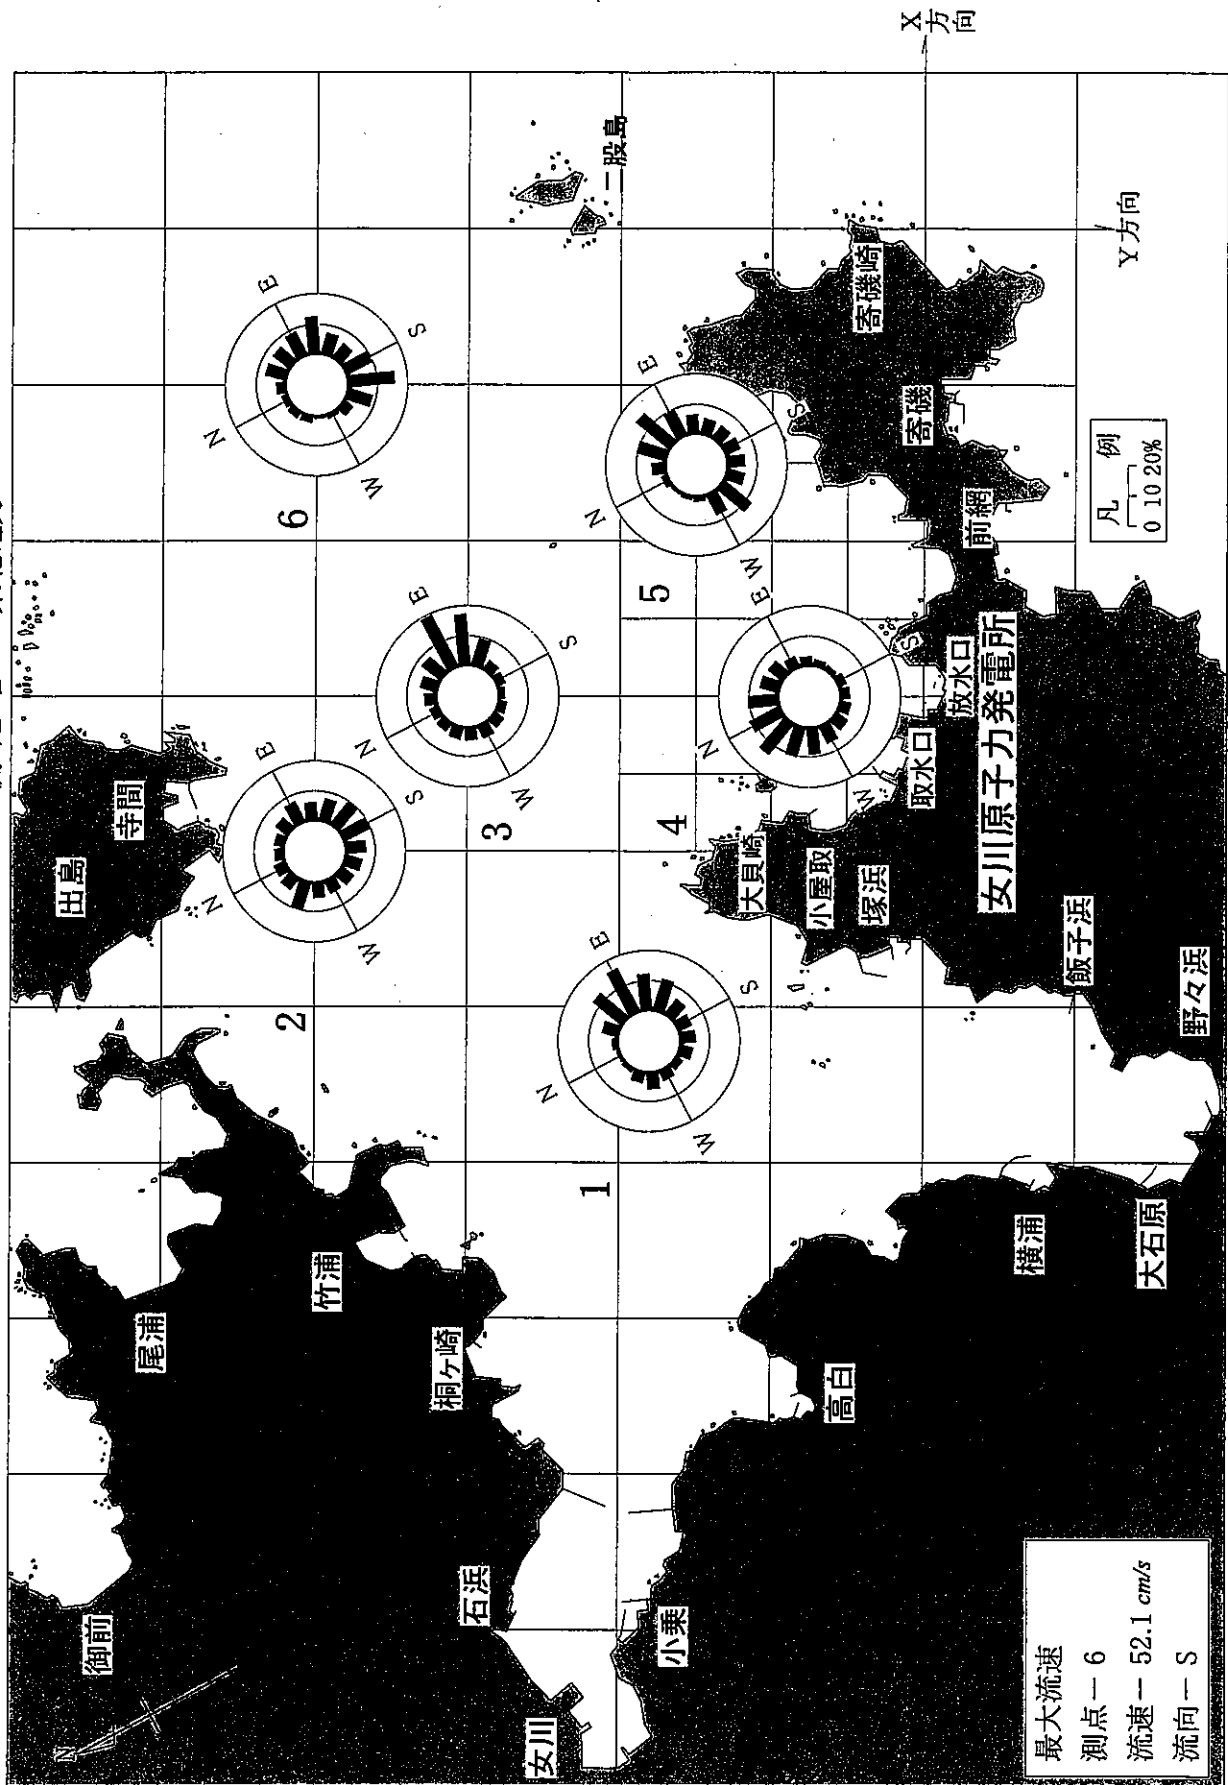 出島
寺間
二股島
尾浦
竹浦
桐ヶ崎
御前
石浜
女川
小乗
高白
横浦
大石原
野々浜
飯子浜
塚浜
小屋取
大貝崎
取水口
放水口
女川原子力発電所
前網
寄磯
寄磯崎
X方向
Y方向
1
N
E
S
W
2
N
E
S
W
3
N
E
S
W
4
N
E
S
W
5
N
E
S
W
6
N
E
S
W
N
凡 例
0 10 20%
最大流速
測点－6
流速－52.1 cm/s
流向－S